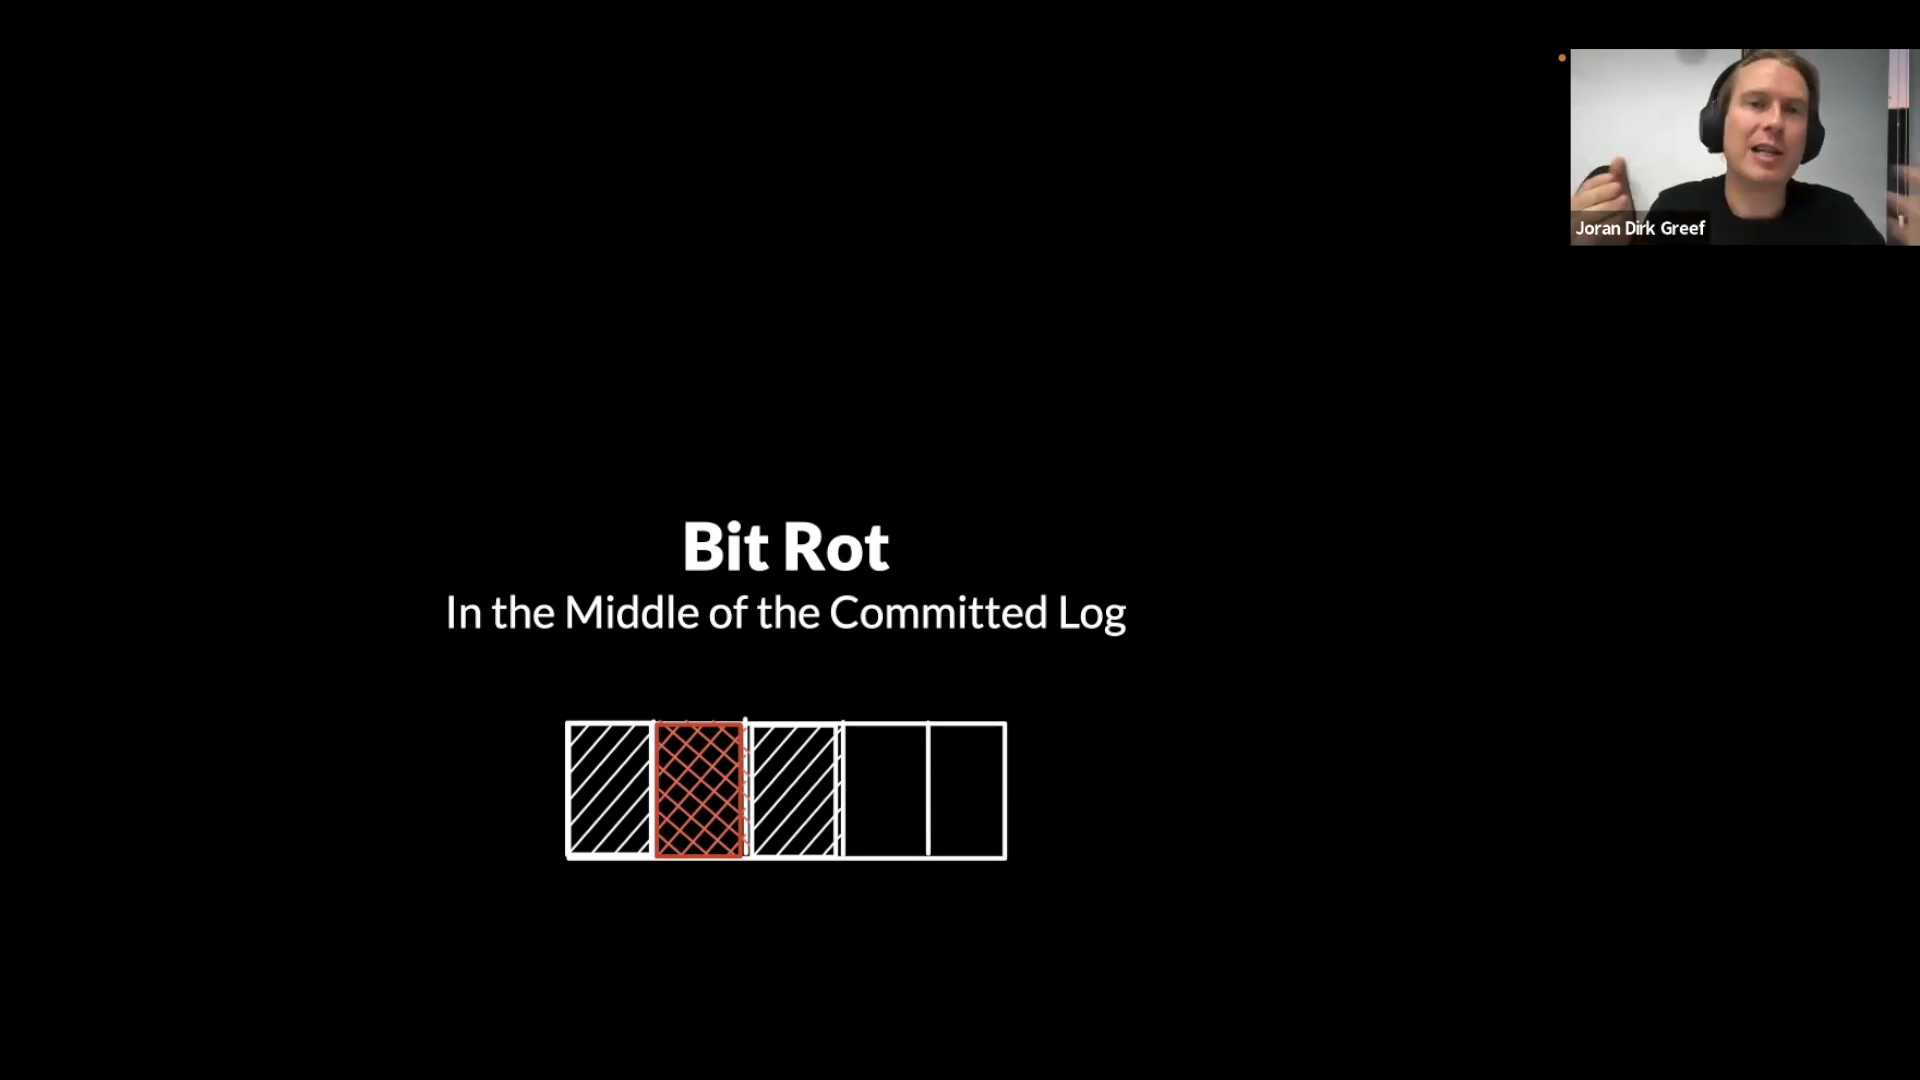 Joran Dirk Greef
Bit Rot
In the Middle of the Committed Log